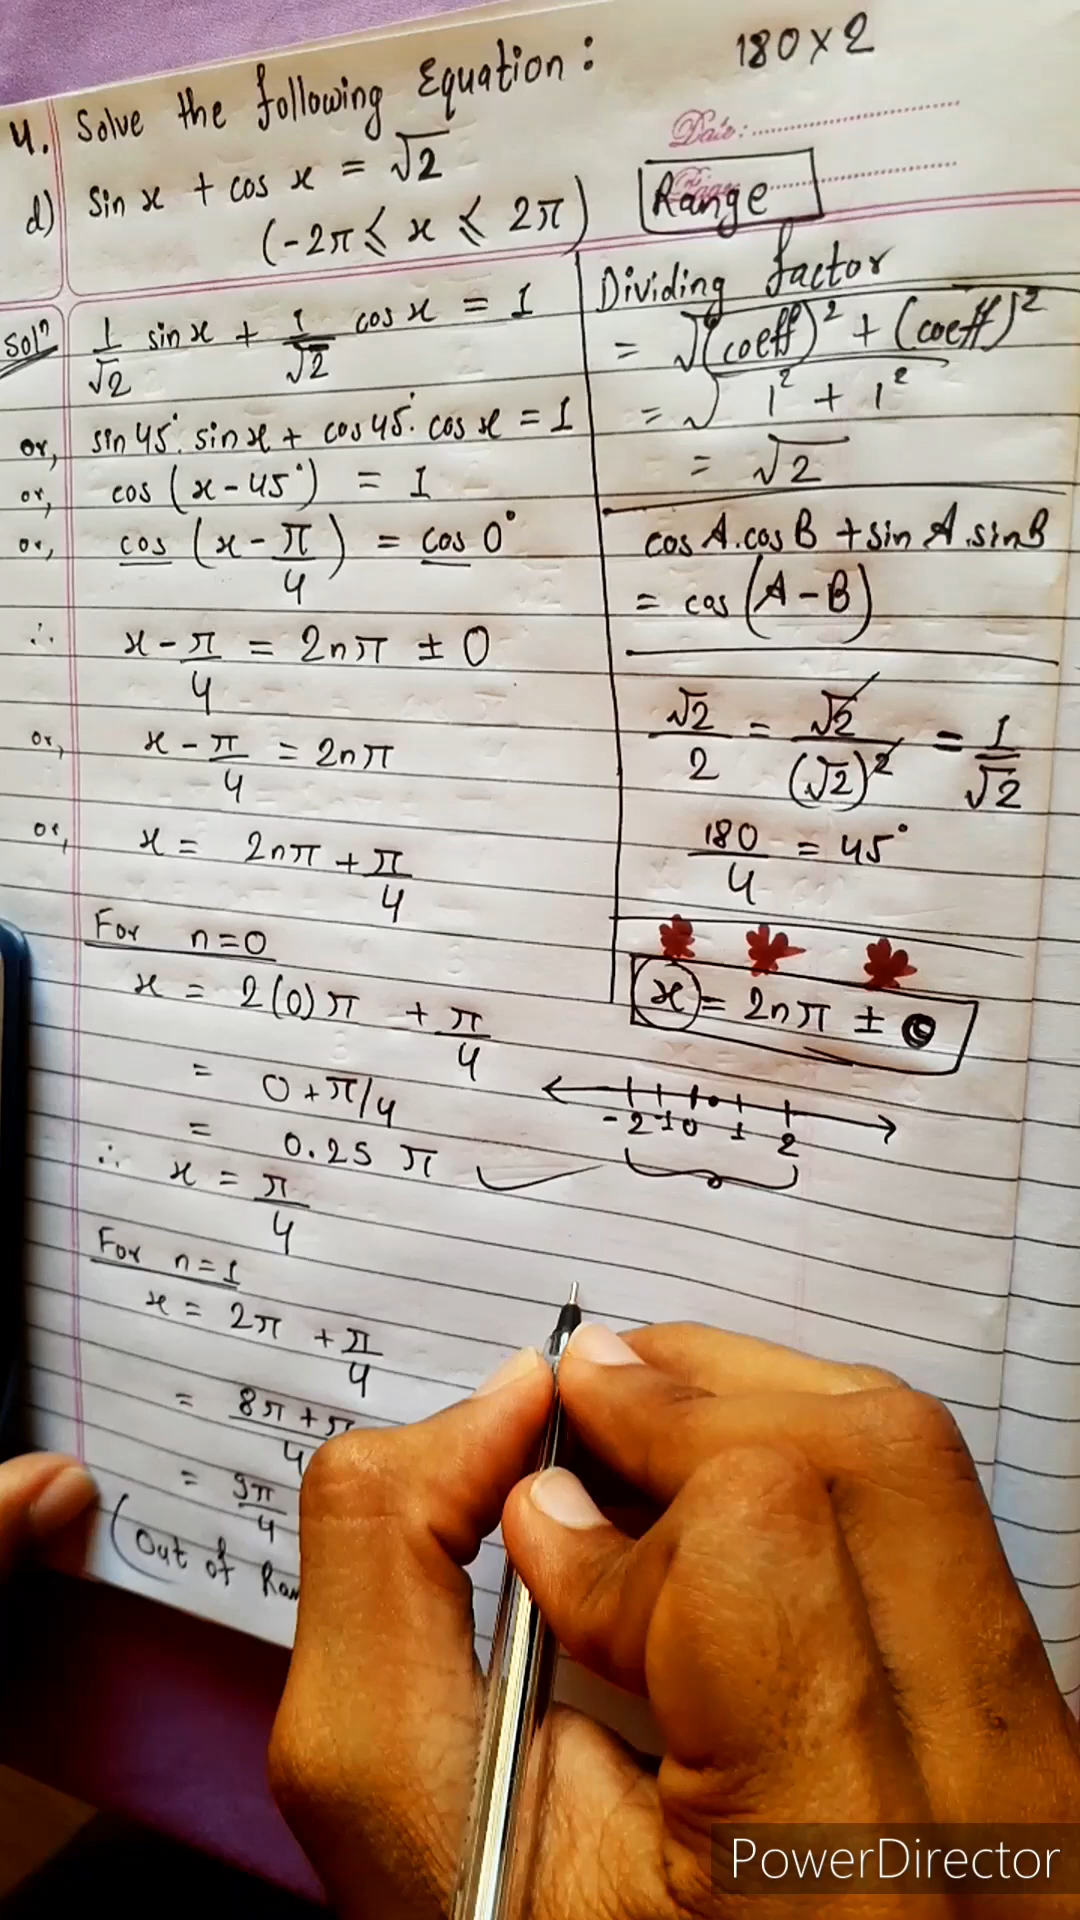 4. Solve the following Equation :
180 × 2
d) sin x + cos x = √2
(-2π ≤ x ≤ 2π)
Date:
Range
Solⁿ 1/√2 sin x + 1/√2 cos x = 1
or, sin 45°. sin x + cos 45°. cos x = 1
or, cos (x - 45°) = 1
or, cos (x - π/4) = cos 0°
∴ x - π/4 = 2nπ ± 0
or, x - π/4 = 2nπ
or, x = 2nπ + π/4
For n=0
x = 2(0)π + π/4
= 0 + π/4
= 0.25 π
∴ x = π/4
For n=1
x = 2π + π/4
= 8π + π/4
= 9π/4
(Out of
Dividing factor
= √(coeff)² + (coeff)²
= √1² + 1²
= √2
cos A. cos B + sin A. sin B
= cos (A - B)
√2/2 = √2/(√2)² = 1/√2
180/4 = 45°
x = 2nπ ±
-2 -1 0 1 2
PowerDirector